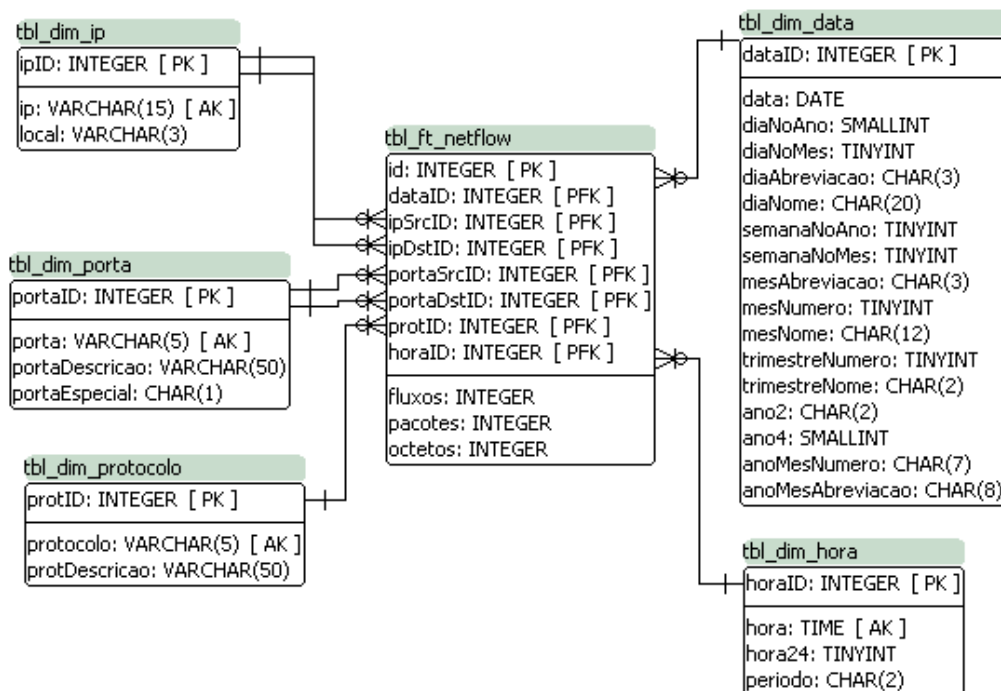 tbl_dim_ip
ipID: INTEGER [ PK ]
ip: VARCHAR(15) [ AK ]
local: VARCHAR(3)
tbl_dim_porta
portaID: INTEGER [ PK ]
porta: VARCHAR(5) [ AK ]
portaDescricao: VARCHAR(50)
portaEspecial: CHAR(1)
tbl_dim_protocolo
protID: INTEGER [ PK ]
protocolo: VARCHAR(5) [ AK ]
protDescricao: VARCHAR(50)
tbl_ft_netflow
id: INTEGER [ PK ]
dataID: INTEGER [ PFK ]
ipSrcID: INTEGER [ PFK ]
ipDstID: INTEGER [ PFK ]
portaSrcID: INTEGER [ PFK ]
portaDstID: INTEGER [ PFK ]
protID: INTEGER [ PFK ]
horaID: INTEGER [ PFK ]
fluxos: INTEGER
pacotes: INTEGER
octetos: INTEGER
tbl_dim_data
dataID: INTEGER [ PK ]
data: DATE
diaNoAno: SMALLINT
diaNoMes: TINYINT
diaAbreviacao: CHAR(3)
diaNome: CHAR(20)
semanaNoAno: TINYINT
semanaNoMes: TINYINT
mesAbreviacao: CHAR(3)
mesNumero: TINYINT
mesNome: CHAR(12)
trimestreNumero: TINYINT
trimestreNome: CHAR(2)
ano2: CHAR(2)
ano4: SMALLINT
anoMesNumero: CHAR(7)
anoMesAbreviacao: CHAR(8)
tbl_dim_hora
horaID: INTEGER [ PK ]
hora: TIME [ AK ]
hora24: TINYINT
periodo: CHAR(2)